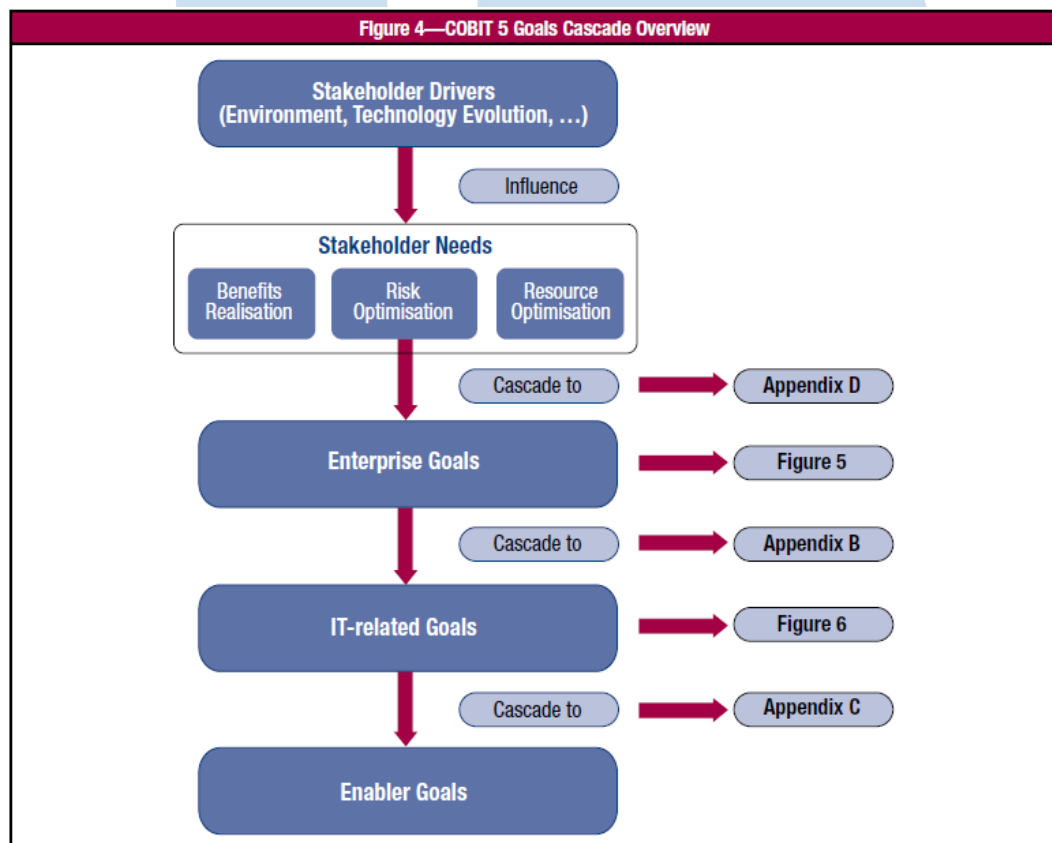 Figure 4—COBIT 5 Goals Cascade Overview
Stakeholder Drivers
(Environment, Technology Evolution, …)
Influence
Stakeholder Needs
Benefits
Realisation
Risk
Optimisation
Resource
Optimisation
Cascade to
Appendix D
Enterprise Goals
Figure 5
Cascade to
Appendix B
IT-related Goals
Figure 6
Cascade to
Appendix C
Enabler Goals